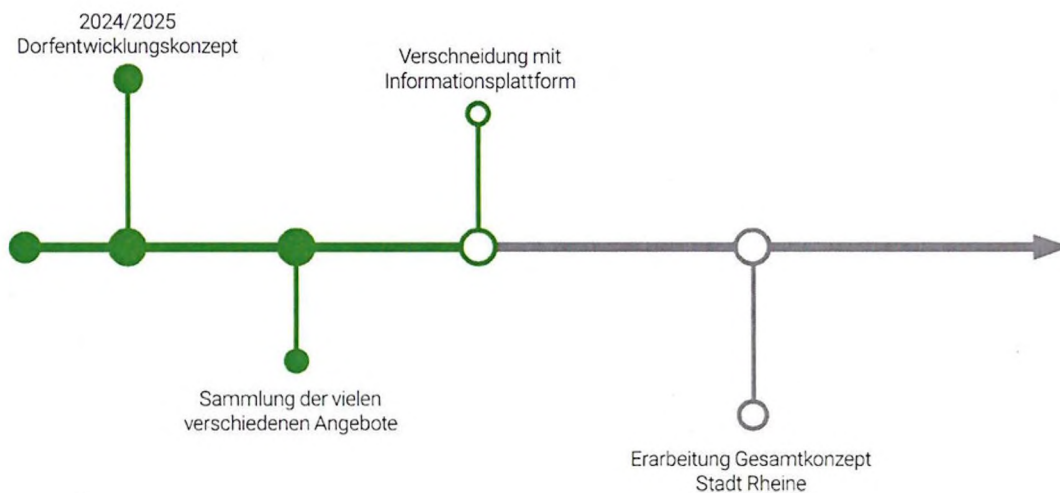 2024/2025
Dorfentwicklungskonzept
Verschneidung mit
Informationsplattform
Sammlung der vielen
verschiedenen Angebote
Erarbeitung Gesamtkonzept
Stadt Rheine